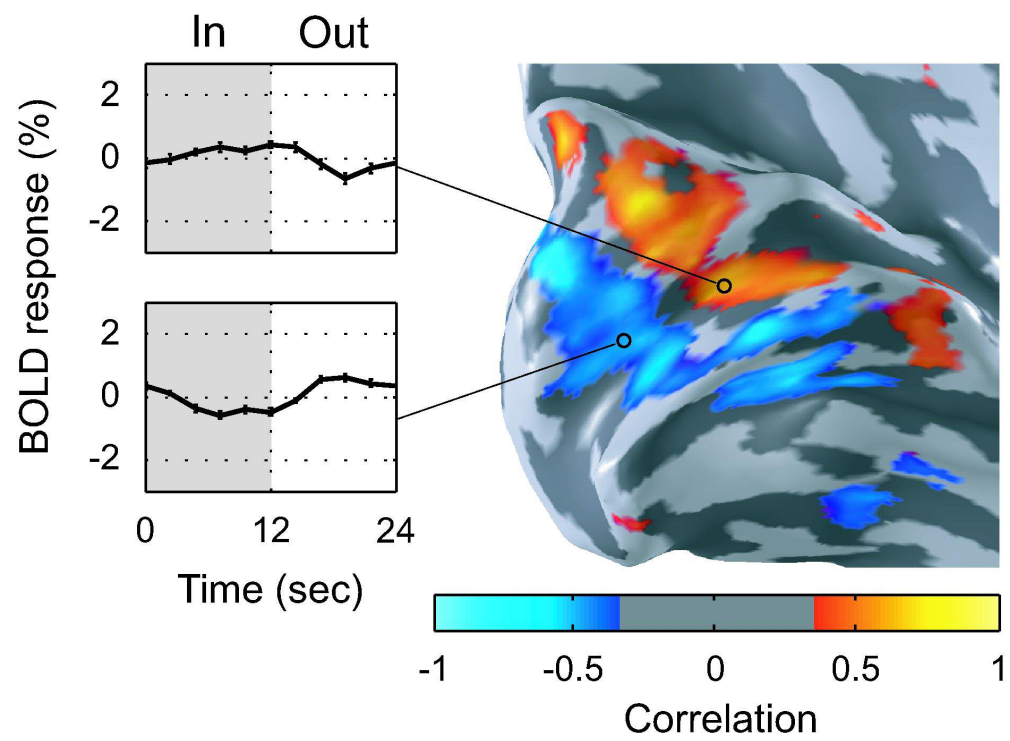 In Out
BOLD response (%)
2
0
-2
2
0
-2
0 12 24
Time (sec)
-1 -0.5 0 0.5 1
Correlation